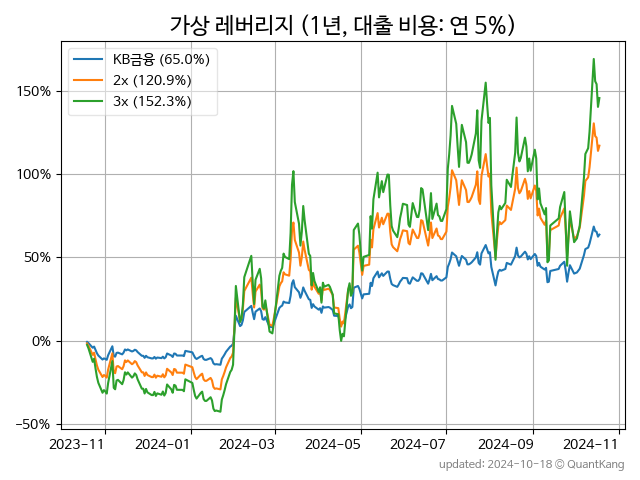 가상 레버리지 (1년, 대출 비용: 연 5%)
KB금융 (65.0%)
2x (120.9%)
3x (152.3%)
150%
100%
50%
0%
−50%
2023-11 2024-01 2024-03 2024-05 2024-07 2024-09 2024-11
updated: 2024-10-18 © QuantKang